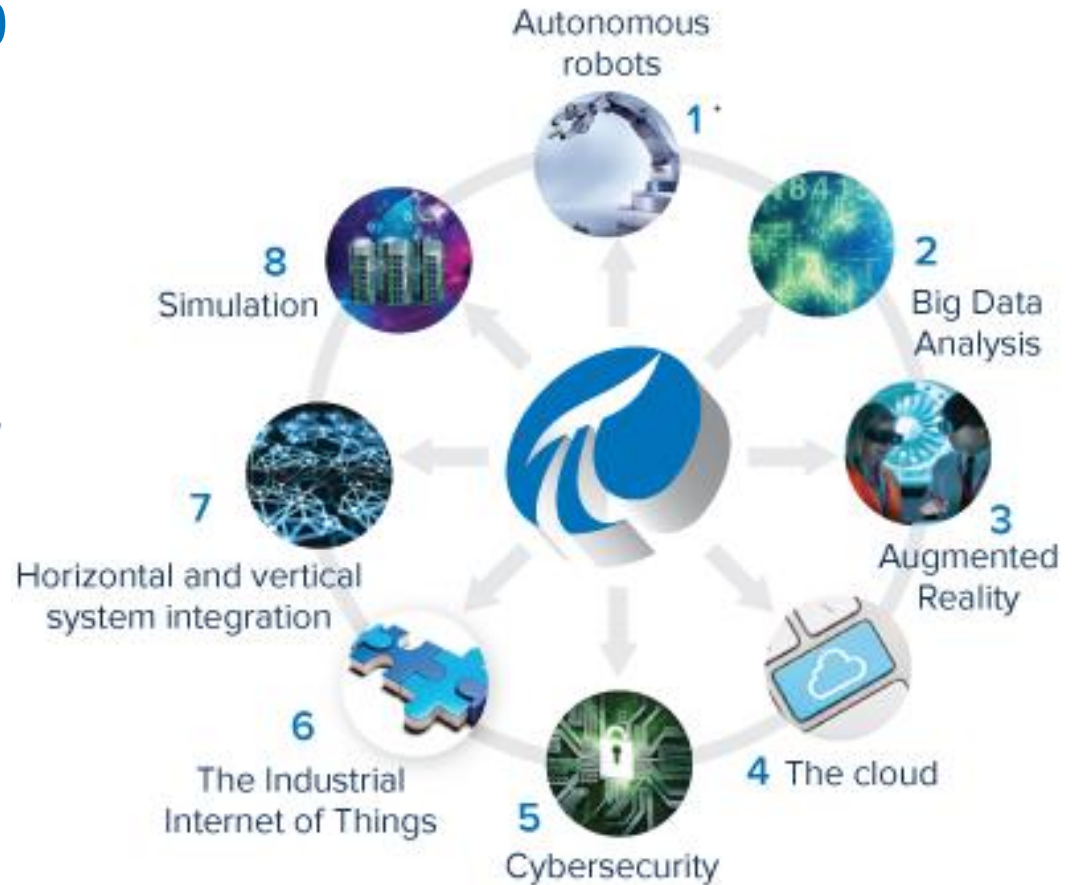 Autonomous
robots
1
2
Big Data
Analysis
3
Augmented
Reality
4 The cloud
5
Cybersecurity
6
The Industrial
Internet of Things
7
Horizontal and vertical
system integration
8
Simulation